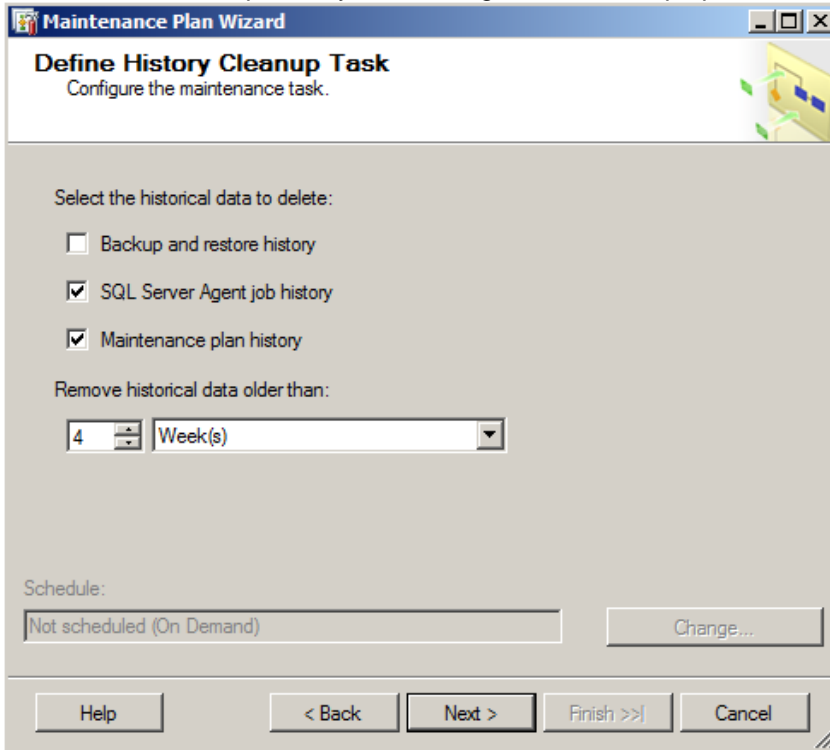 Maintenance Plan Wizard
Define History Cleanup Task
Configure the maintenance task.
Select the historical data to delete:
Backup and restore history
SQL Server Agent job history
Maintenance plan history
Remove historical data older than:
4 Week(s)
Schedule:
Not scheduled (On Demand) Change...
Help < Back Next > Finish >>| Cancel